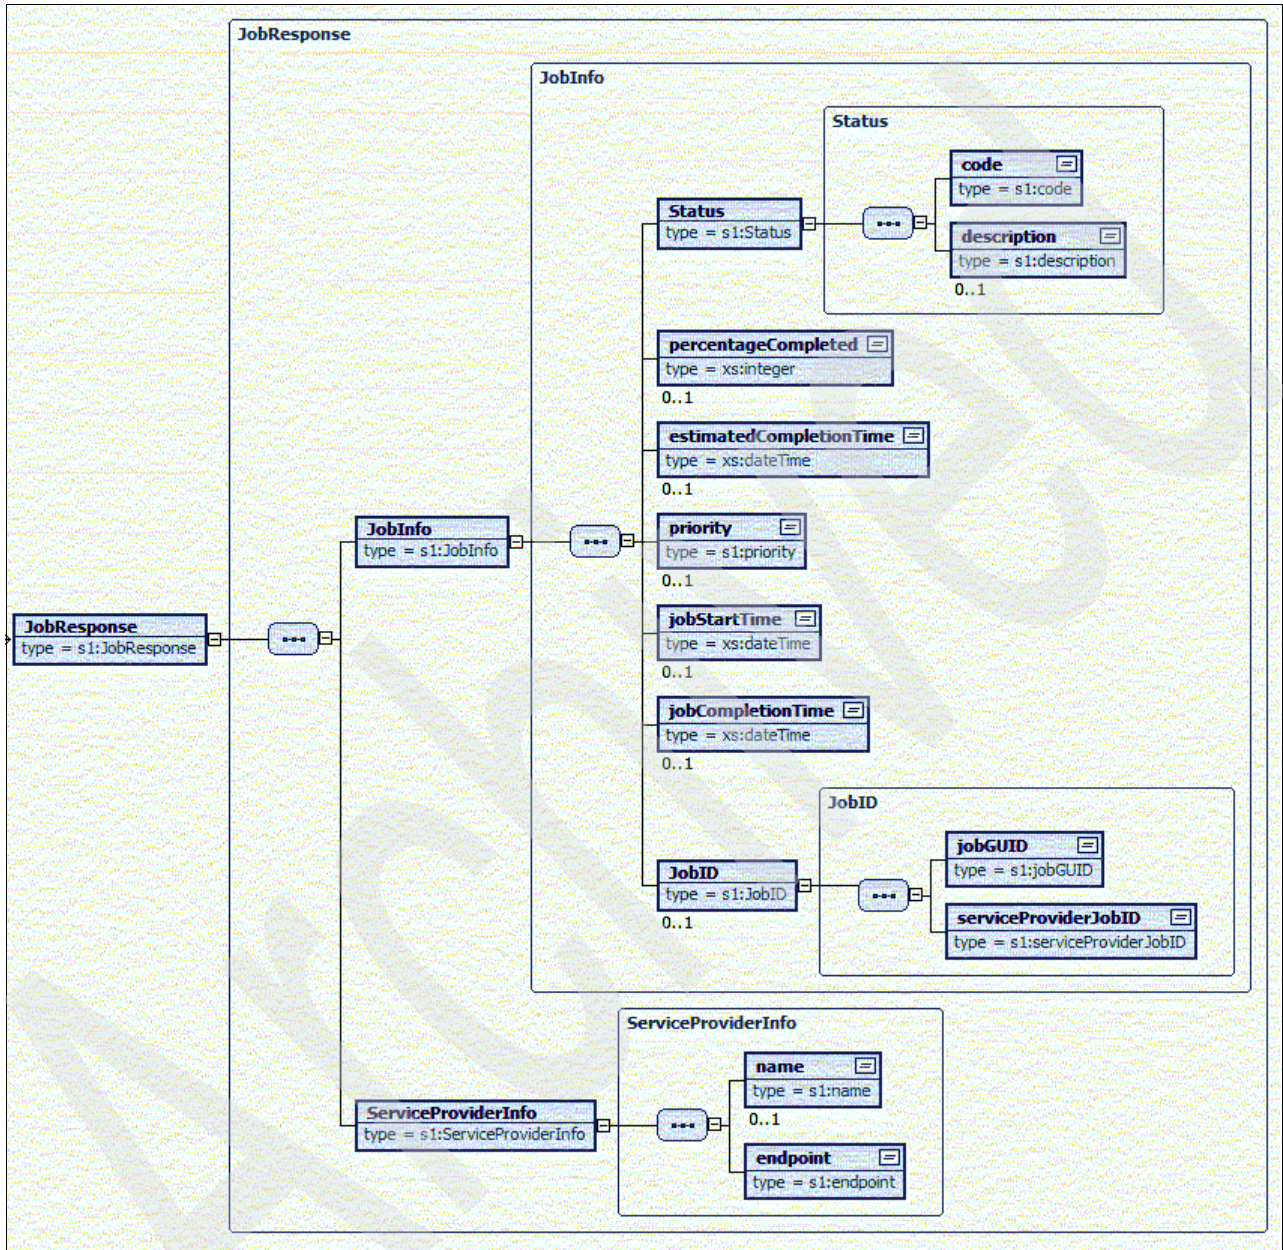 JobResponse
JobInfo
Status
code
type = s1:code
Status
type = s1:Status
description
type = s1:description
0..1
percentageCompleted
type = xs:integer
0..1
estimatedCompletionTime
type = xs:dateTime
0..1
JobInfo
type = s1:JobInfo
priority
type = s1:priority
0..1
JobResponse
type = s1:JobResponse
jobStartTime
type = xs:dateTime
0..1
jobCompletionTime
type = xs:dateTime
0..1
JobID
jobGUID
type = s1:jobGUID
JobID
type = s1:JobID
0..1
serviceProviderJobID
type = s1:serviceProviderJobID
ServiceProviderInfo
name
type = s1:name
0..1
ServiceProviderInfo
type = s1:ServiceProviderInfo
endpoint
type = s1:endpoint
Archived